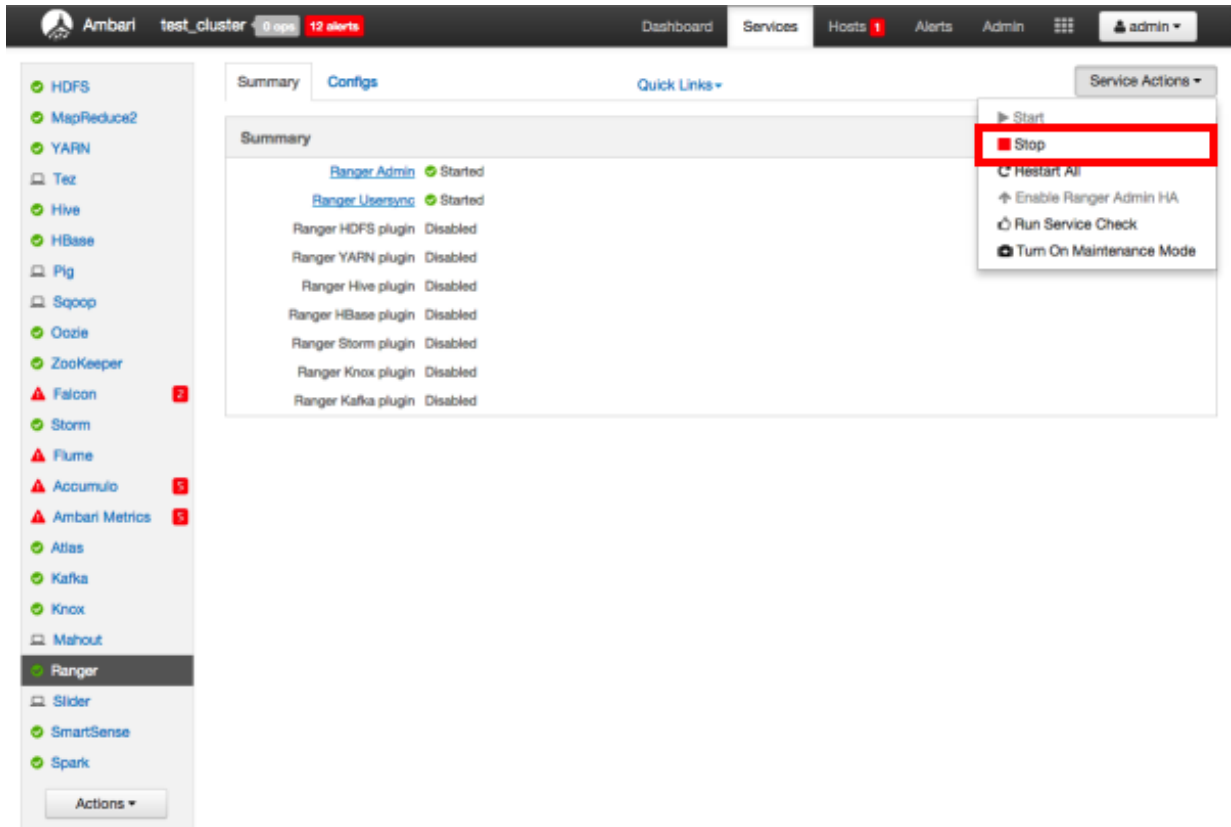 Ambari test_cluster 0 ops 12 alerts Dashboard Services Hosts 1 Alerts Admin admin
HDFS
MapReduce2
YARN
Tez
Hive
HBase
Pig
Sqoop
Oozie
ZooKeeper
Falcon 2
Storm
Flume
Accumulo 5
Ambari Metrics 5
Atlas
Kafka
Knox
Mahout
Ranger
Slider
SmartSense
Spark
Actions
Summary Configs Quick Links Service Actions
Summary
Ranger Admin Started
Ranger Usersync Started
Ranger HDFS plugin Disabled
Ranger YARN plugin Disabled
Ranger Hive plugin Disabled
Ranger HBase plugin Disabled
Ranger Storm plugin Disabled
Ranger Knox plugin Disabled
Ranger Kafka plugin Disabled
Start
Stop
Restart All
Enable Ranger Admin HA
Run Service Check
Turn On Maintenance Mode